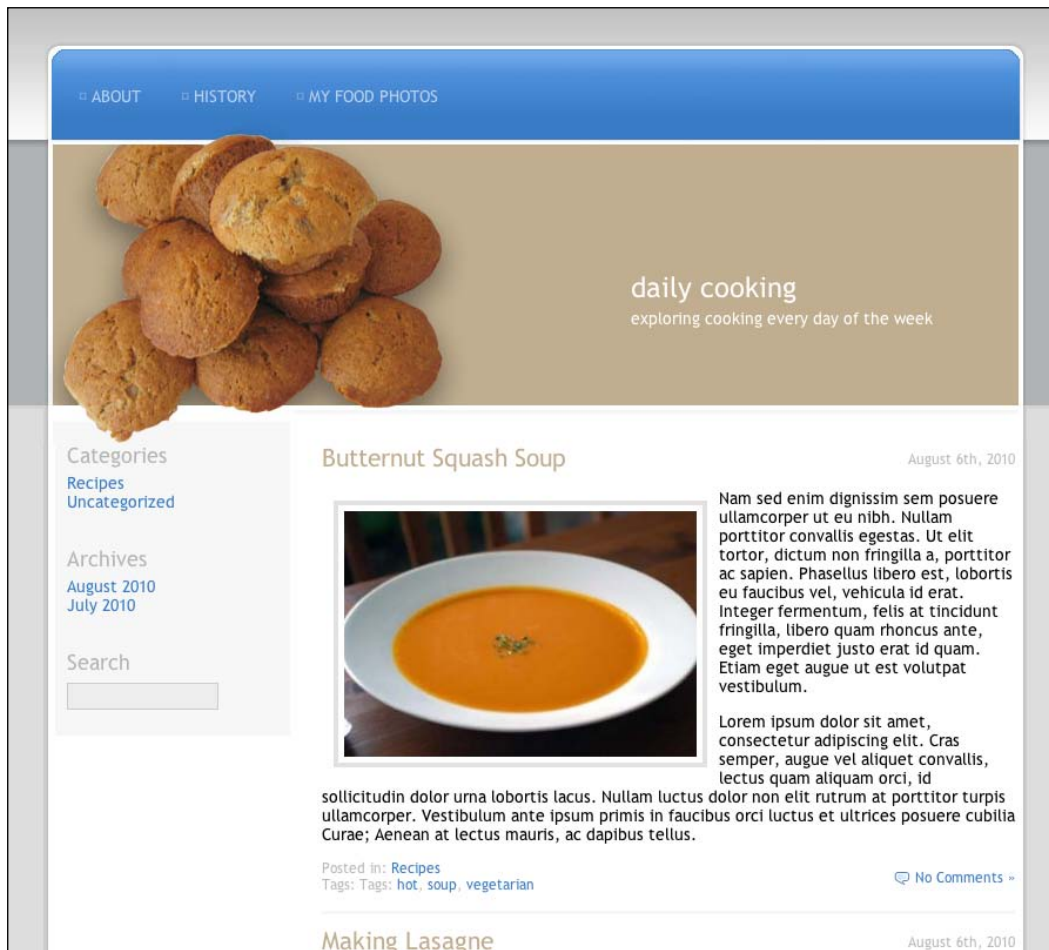 ABOUT HISTORY MY FOOD PHOTOS
daily cooking
exploring cooking every day of the week
Categories
Recipes
Uncategorized
Archives
August 2010
July 2010
Search
Butternut Squash Soup August 6th, 2010
Nam sed enim dignissim sem posuere
ullamcorper ut eu nibh. Nullam
porttitor convallis egestas. Ut elit
tortor, dictum non fringilla a, porttitor
ac sapien. Phasellus libero est, lobortis
eu faucibus vel, vehicula id erat.
Integer fermentum, felis at tincidunt
fringilla, libero quam rhoncus ante,
eget imperdiet justo erat id quam.
Etiam eget augue ut est volutpat
vestibulum.
Lorem ipsum dolor sit amet,
consectetur adipiscing elit. Cras
semper, augue vel aliquet convallis,
lectus quam aliquam orci, id
sollicitudin dolor urna lobortis lacus. Nullam luctus dolor non elit rutrum at porttitor turpis
ullamcorper. Vestibulum ante ipsum primis in faucibus orci luctus et ultrices posuere cubilia
Curae; Aenean at lectus mauris, ac dapibus tellus.
Posted in: Recipes
Tags: Tags: hot, soup, vegetarian
No Comments »
Making Lasagne August 6th, 2010